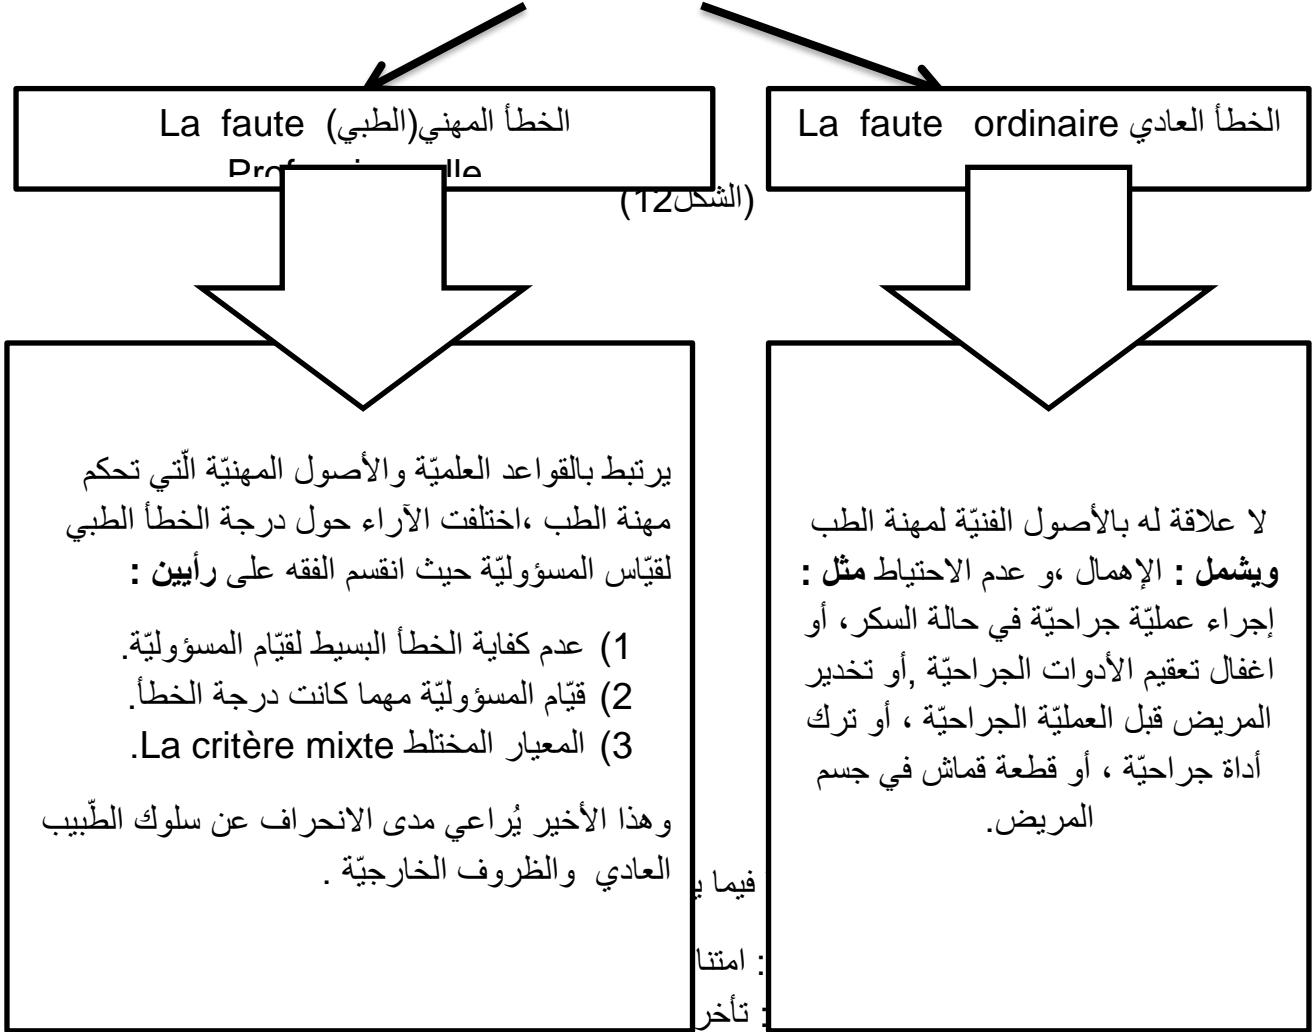 الخطأ العادي La faute ordinaire
الخطأ المهني(الطبي) La faute
(الشكل12)
لا علاقة له بالأصول الفنيّة لمهنة الطب
ويشمل : الإهمال ،و عدم الاحتياط مثل :
إجراء عمليّة جراحيّة في حالة السكر، أو
اغفال تعقيم الأدوات الجراحيّة ,أو تخدير
المريض قبل العمليّة الجراحيّة ، أو ترك
أداة جراحيّة ، أو قطعة قماش في جسم
المريض.
يرتبط بالقواعد العلميّة والأصول المهنيّة الّتي تحكم
مهنة الطب ،اختلفت الآراء حول درجة الخطأ الطبي
لقيّاس المسؤوليّة حيث انقسم الفقه على رأيين :
1) عدم كفاية الخطأ البسيط لقيّام المسؤوليّة.
2) قيّام المسؤوليّة مهما كانت درجة الخطأ.
3) المعيار المختلط La critère mixte.
وهذا الأخير يُراعي مدى الانحراف عن سلوك الطّبيب
العادي والظروف الخارجيّة .
فيما
:
: